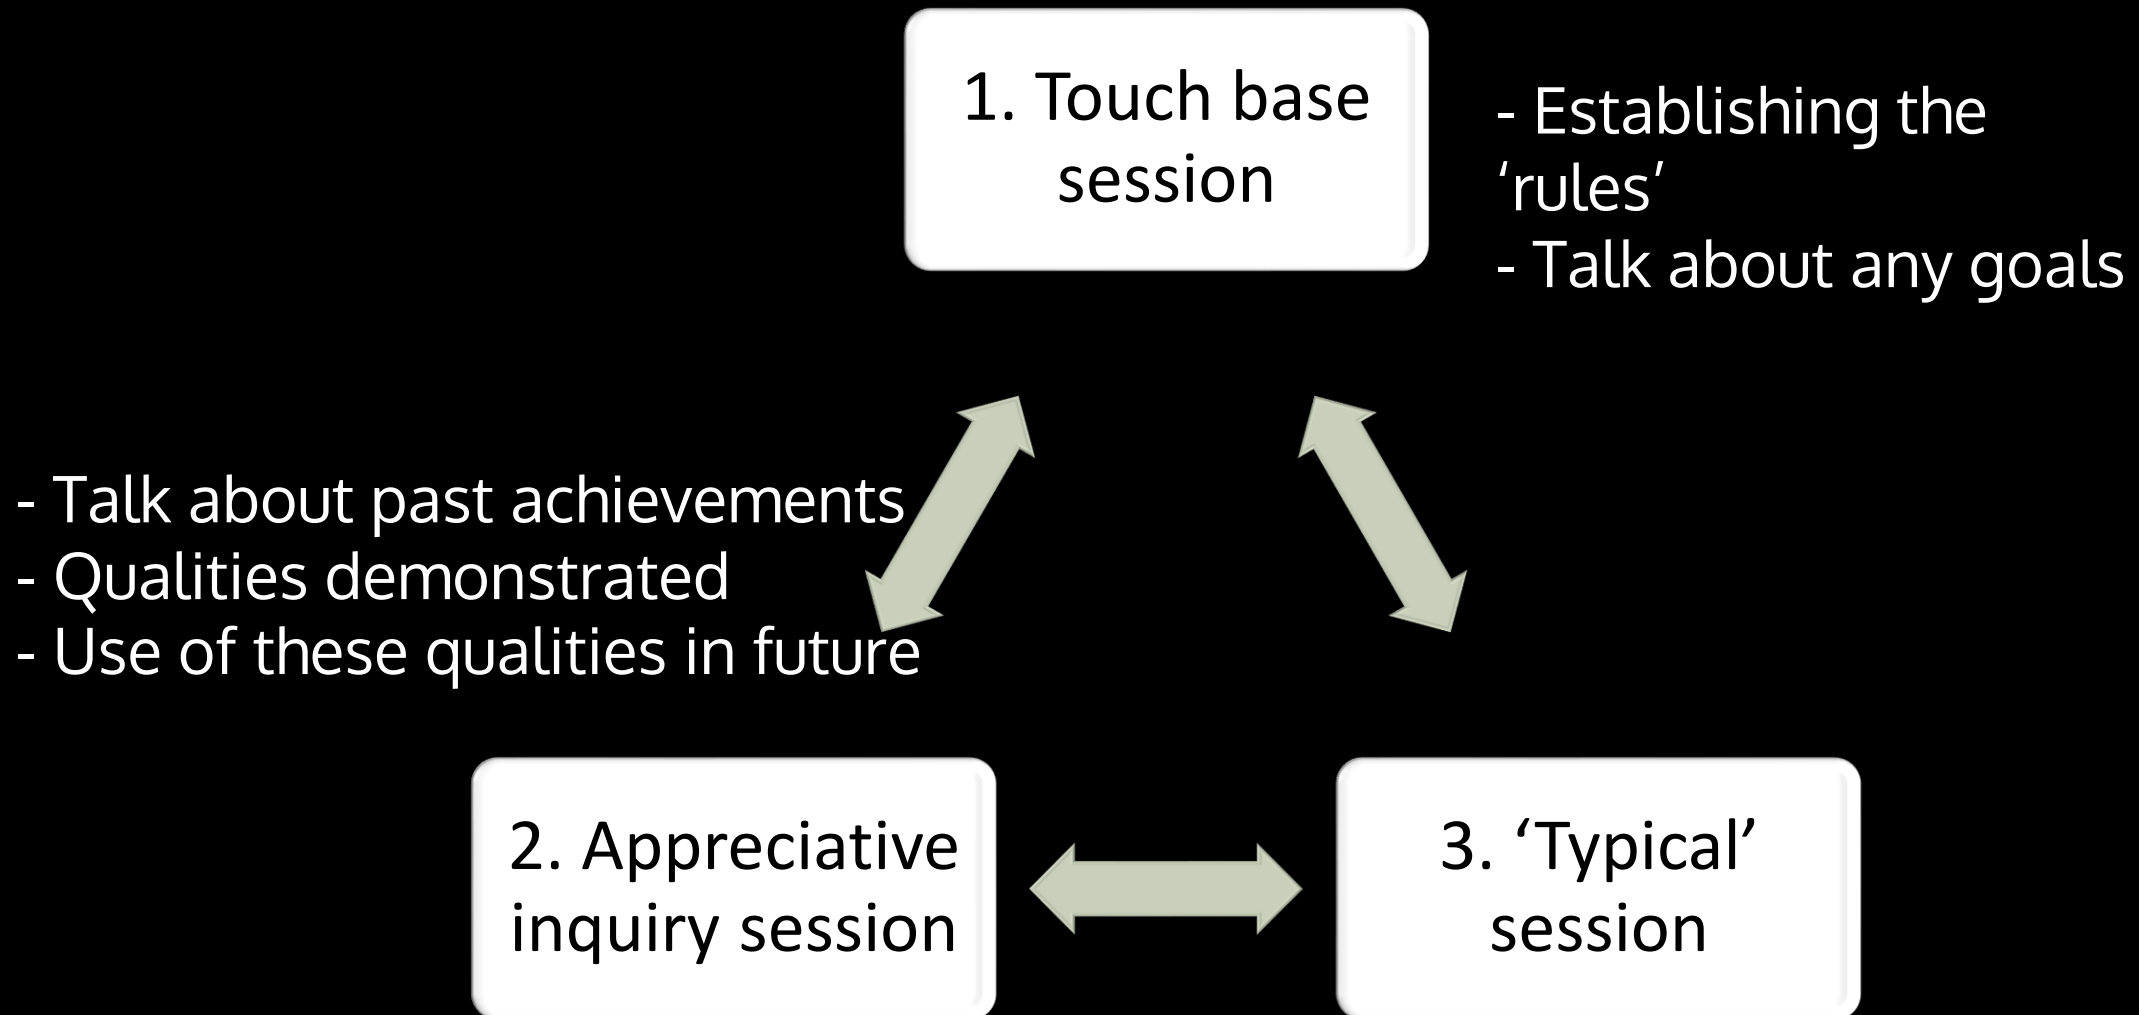 1. Touch base
session
- Establishing the
‘rules’
- Talk about any goals
- Talk about past achievements
- Qualities demonstrated
- Use of these qualities in future
2. Appreciative
inquiry session
3. ‘Typical’
session